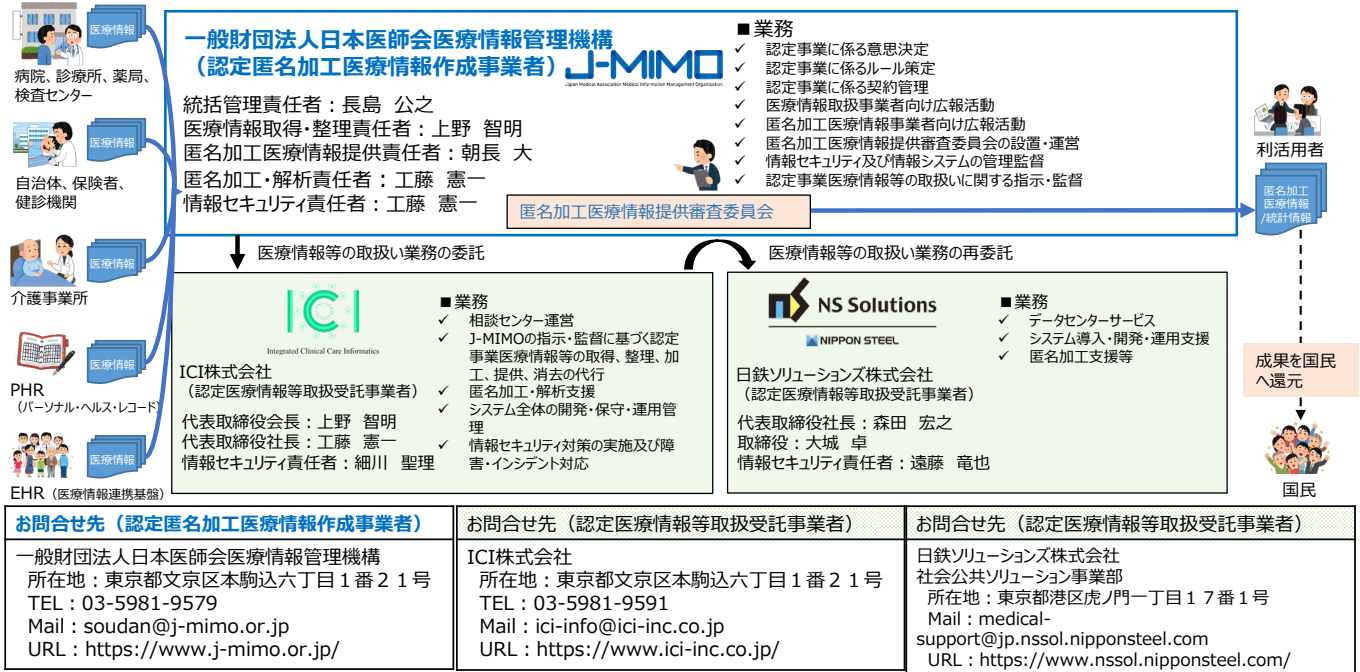 医療情報
病院、診療所、薬局、
検査センター
医療情報
自治体、保険者、
健診機関
医療情報
介護事業所
医療情報
PHR
（パーソナル・ヘルス・レコード）
医療情報
EHR（医療情報連携基盤）
一般財団法人日本医師会医療情報管理機構
（認定匿名加工医療情報作成事業者）
J-MIMO
Japan Medical Association Medical Information Management Organization
統括管理責任者：長島 公之
医療情報取得・整理責任者：上野 智明
匿名加工医療情報提供責任者：朝長 大
匿名加工・解析責任者：工藤 憲一
情報セキュリティ責任者：工藤 憲一
■業務
✓ 認定事業に係る意思決定
✓ 認定事業に係るルール策定
✓ 認定事業に係る契約管理
✓ 医療情報取扱事業者向け広報活動
✓ 匿名加工医療情報事業者向け広報活動
✓ 匿名加工医療情報提供審査委員会の設置・運営
✓ 情報セキュリティ及び情報システムの管理監督
✓ 認定事業医療情報等の取扱いに関する指示・監督
匿名加工医療情報提供審査委員会
利活用者
匿名加工
医療情報
/統計情報
成果を国民
へ還元
国民
医療情報等の取扱い業務の委託
医療情報等の取扱い業務の再委託
ICI
Integrated Clinical Care Informatics
ICI株式会社
（認定医療情報等取扱受託事業者）
代表取締役会長：上野 智明
代表取締役社長：工藤 憲一
情報セキュリティ責任者：細川 聖理
■業務
✓ 相談センター運営
✓ J-MIMOの指示・監督に基づく認定
事業医療情報等の取得、整理、加
工、提供、消去の代行
✓ 匿名加工・解析支援
✓ システム全体の開発・保守・運用管
理
✓ 情報セキュリティ対策の実施及び障
害・インシデント対応
NS Solutions
NIPPON STEEL
日鉄ソリューションズ株式会社
（認定医療情報等取扱受託事業者）
代表取締役社長：森田 宏之
取締役：大城 卓
情報セキュリティ責任者：遠藤 竜也
■業務
✓ データセンターサービス
✓ システム導入・開発・運用支援
✓ 匿名加工支援等
お問合せ先（認定匿名加工医療情報作成事業者）
一般財団法人日本医師会医療情報管理機構
所在地：東京都文京区本駒込六丁目１番２１号
TEL：03-5981-9579
Mail：soudan@j-mimo.or.jp
URL：https://www.j-mimo.or.jp/
お問合せ先（認定医療情報等取扱受託事業者）
ICI株式会社
所在地：東京都文京区本駒込六丁目１番２１号
TEL：03-5981-9591
Mail：ici-info@ici-inc.co.jp
URL：https://www.ici-inc.co.jp/
お問合せ先（認定医療情報等取扱受託事業者）
日鉄ソリューションズ株式会社
社会公共ソリューション事業部
所在地：東京都港区虎ノ門一丁目１７番１号
Mail：medical-
support@jp.nssol.nipponsteel.com
URL：https://www.nssol.nipponsteel.com/